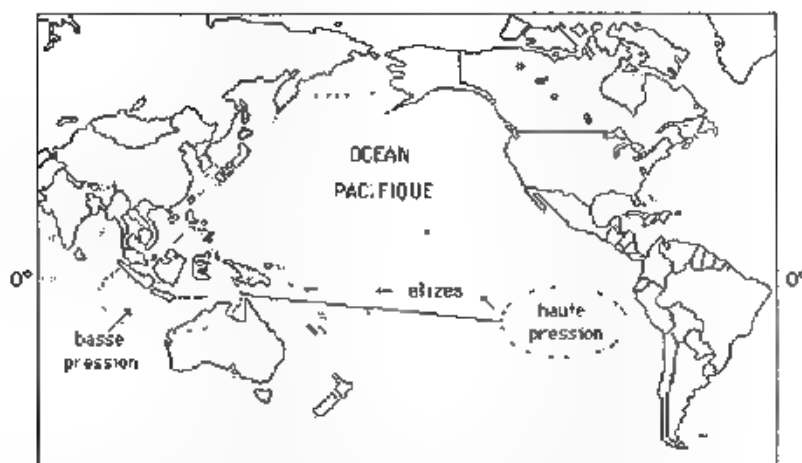 OCEAN
PACIFIQUE
0°
0°
← alizes
haute
pression
basse
pression